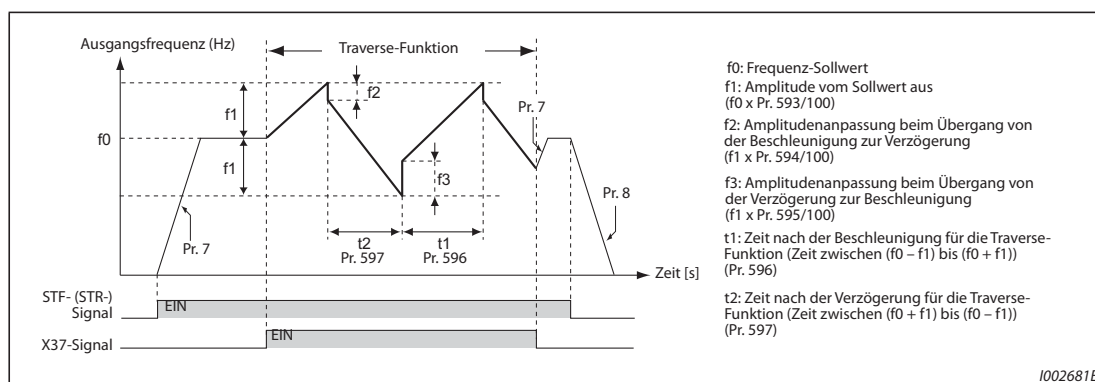 Ausgangsfrequenz (Hz)
Traverse-Funktion
f1
f2
Pr. 7
f0
f1
f3
Pr. 8
Pr. 7
t2
Pr. 597
t1
Pr. 596
Zeit [s]
STF- (STR-)
Signal
EIN
X37-Signal
EIN
f0: Frequenz-Sollwert
f1: Amplitude vom Sollwert aus
(f0 x Pr. 593/100)
f2: Amplitudenanpassung beim Übergang von
der Beschleunigung zur Verzögerung
(f1 x Pr. 594/100)
f3: Amplitudenanpassung beim Übergang von
der Verzögerung zur Beschleunigung
(f1 x Pr. 595/100)
t1: Zeit nach der Beschleunigung für die Traverse-
Funktion (Zeit zwischen (f0 – f1) bis (f0 + f1))
(Pr. 596)
t2: Zeit nach der Verzögerung für die Traverse-
Funktion (Zeit zwischen (f0 + f1) bis (f0 – f1))
(Pr. 597)
I002681E